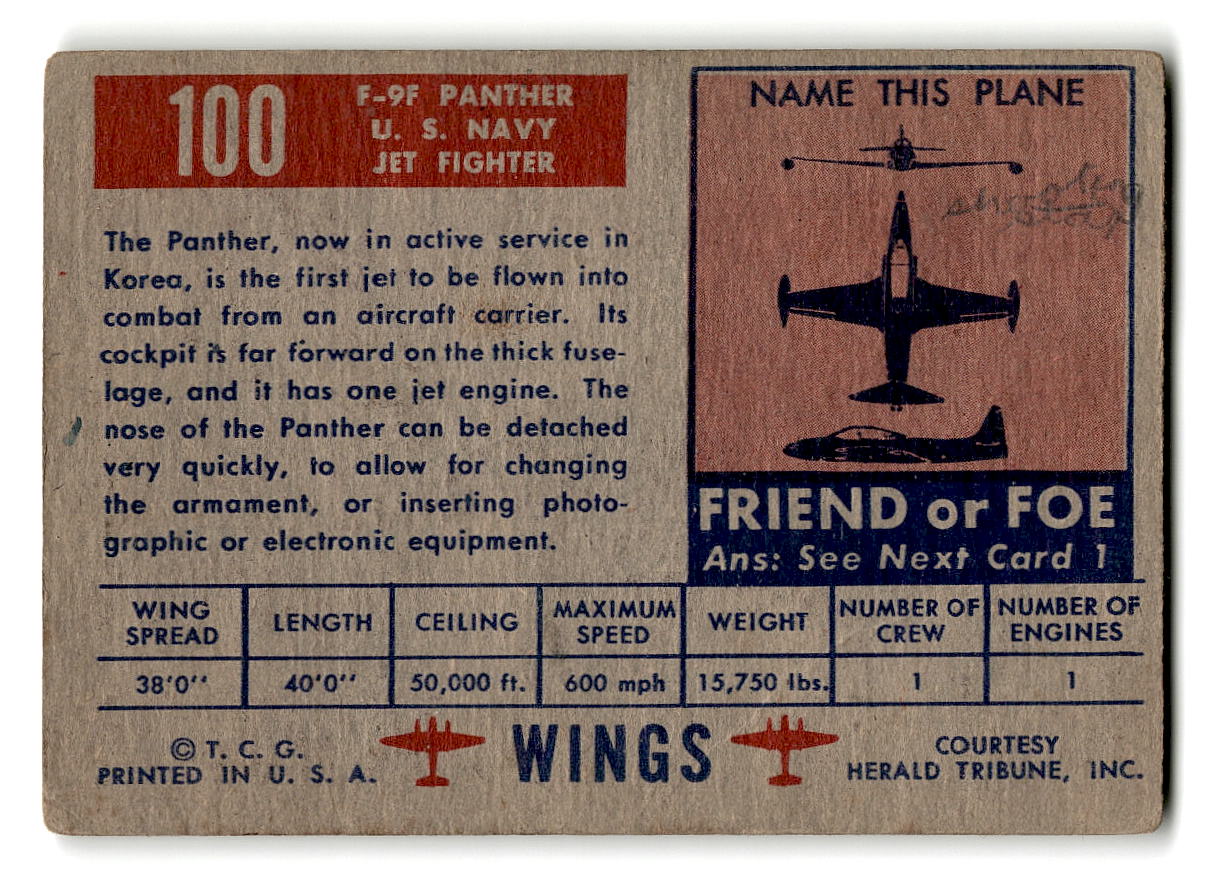 100
F-9F PANTHER
U. S. NAVY
JET FIGHTER
The Panther, now in active service in
Korea, is the first jet to be flown into
combat from an aircraft carrier. Its
cockpit is far forward on the thick fuse-
lage, and it has one jet engine. The
nose of the Panther can be detached
very quickly, to allow for changing
the armament, or inserting photo-
graphic or electronic equipment.
NAME THIS PLANE
FRIEND or FOE
Ans: See Next Card 1
WING SPREAD LENGTH CEILING MAXIMUM SPEED WEIGHT NUMBER OF CREW NUMBER OF ENGINES
38'0'' 40'0'' 50,000 ft. 600 mph 15,750 lbs. 1 1
© T. C. G.
PRINTED IN U. S. A.
WINGS
COURTESY
HERALD TRIBUNE, INC.